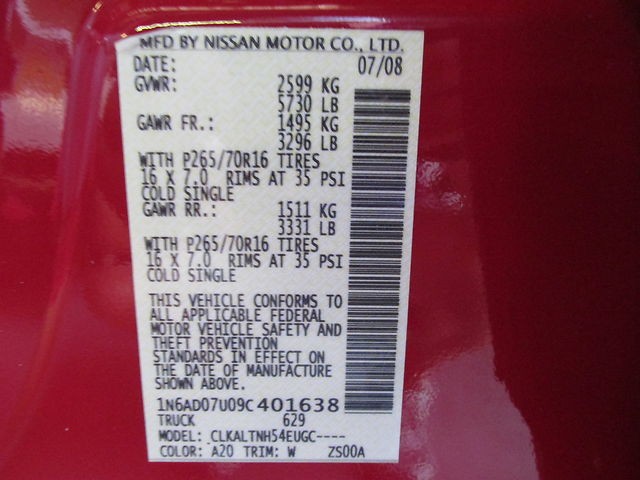 MFD BY NISSAN MOTOR CO., LTD.
DATE: 07/08
GVWR: 2599 KG
5730 LB
GAWR FR.: 1495 KG
3296 LB
WITH P265/70R16 TIRES
16 X 7.0 RIMS AT 35 PSI
COLD SINGLE
GAWR RR.: 1511 KG
3331 LB
WITH P265/70R16 TIRES
16 X 7.0 RIMS AT 35 PSI
COLD SINGLE
THIS VEHICLE CONFORMS TO
ALL APPLICABLE FEDERAL
MOTOR VEHICLE SAFETY AND
THEFT PREVENTION
STANDARDS IN EFFECT ON
THE DATE OF MANUFACTURE
SHOWN ABOVE.
1N6AD07U09C401638
TRUCK 629
MODEL: CLKALTNH54EUGC----
COLOR: A20 TRIM: W ZS00A